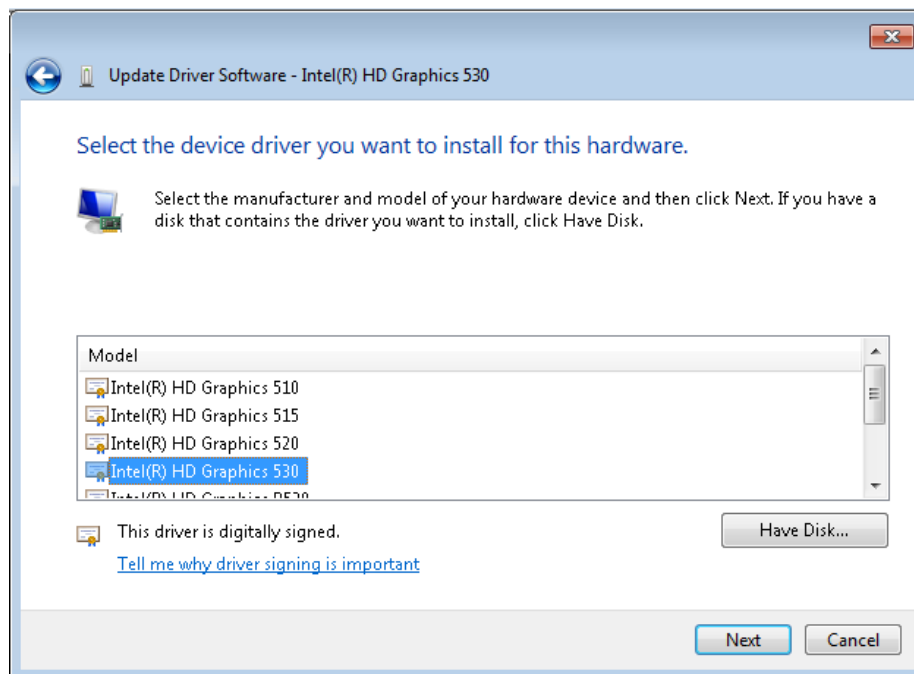 Update Driver Software - Intel(R) HD Graphics 530
Select the device driver you want to install for this hardware.
Select the manufacturer and model of your hardware device and then click Next. If you have a
disk that contains the driver you want to install, click Have Disk.
Model
Intel(R) HD Graphics 510
Intel(R) HD Graphics 515
Intel(R) HD Graphics 520
Intel(R) HD Graphics 530
This driver is digitally signed.
Have Disk...
Tell me why driver signing is important
Next
Cancel